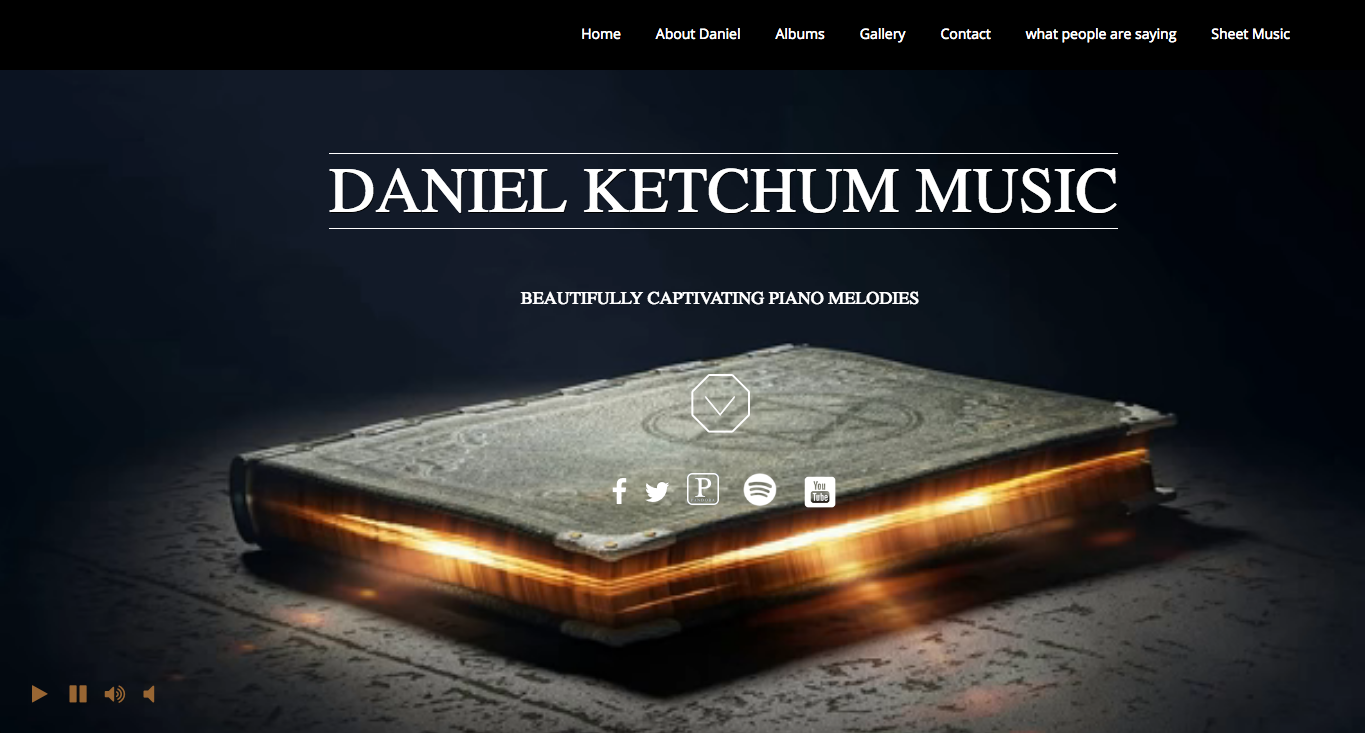 Home About Daniel Albums Gallery Contact what people are saying Sheet Music
DANIEL KETCHUM MUSIC
BEAUTIFULLY CAPTIVATING PIANO MELODIES
P
PANDORA
You
Tube